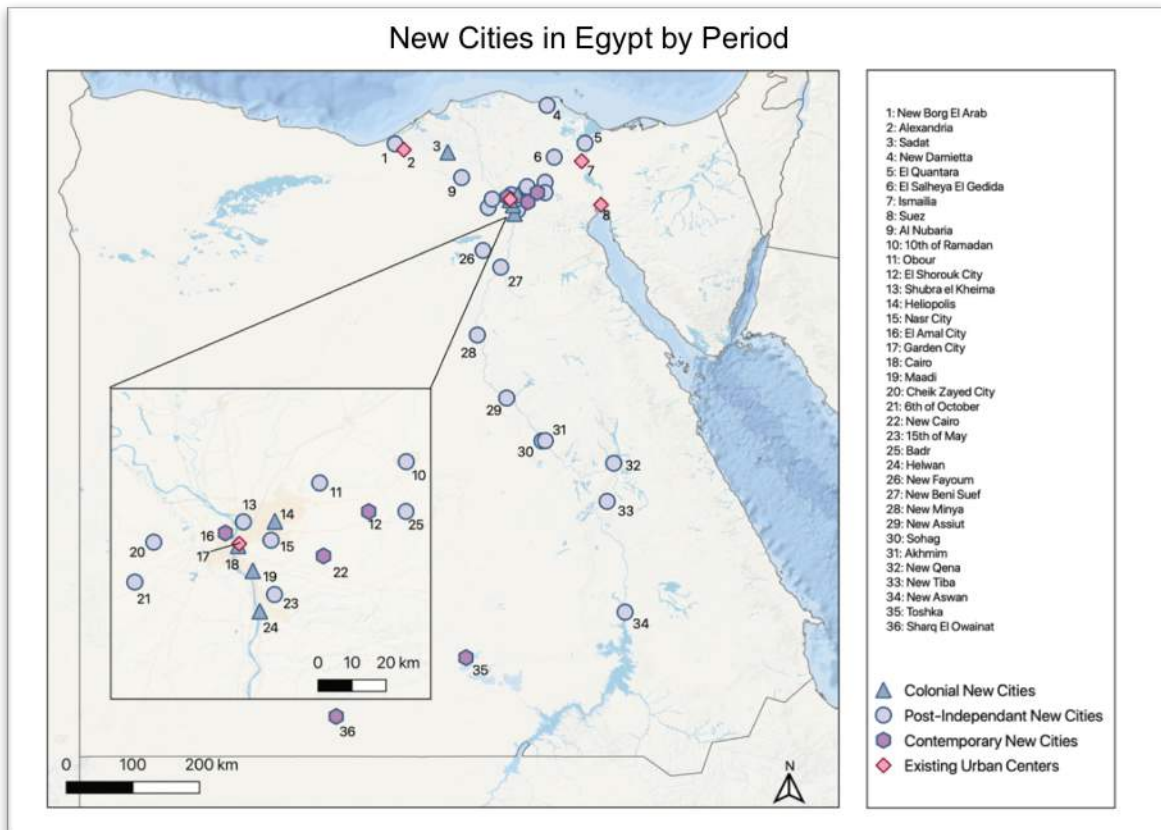 New Cities in Egypt by Period
1
2
3
4
5
6
7
8
9
26
27
28
29
30
31
32
33
34
35
36
10
11
12
13
14
15
16
17
18
19
20
21
22
23
24
25
0 10 20 km
0 100 200 km
N
1: New Borg El Arab
2: Alexandria
3: Sadat
4: New Damietta
5: El Quantara
6: El Salheya El Gedida
7: Ismailia
8: Suez
9: Al Nubaria
10: 10th of Ramadan
11: Obour
12: El Shorouk City
13: Shubra el Kheima
14: Heliopolis
15: Nasr City
16: El Amal City
17: Garden City
18: Cairo
19: Maadi
20: Cheik Zayed City
21: 6th of October
22: New Cairo
23: 15th of May
25: Badr
24: Helwan
26: New Fayoum
27: New Beni Suef
28: New Minya
29: New Assiut
30: Sohag
31: Akhmim
32: New Qena
33: New Tiba
34: New Aswan
35: Toshka
36: Sharq El Owainat
Colonial New Cities
Post-Independant New Cities
Contemporary New Cities
Existing Urban Centers